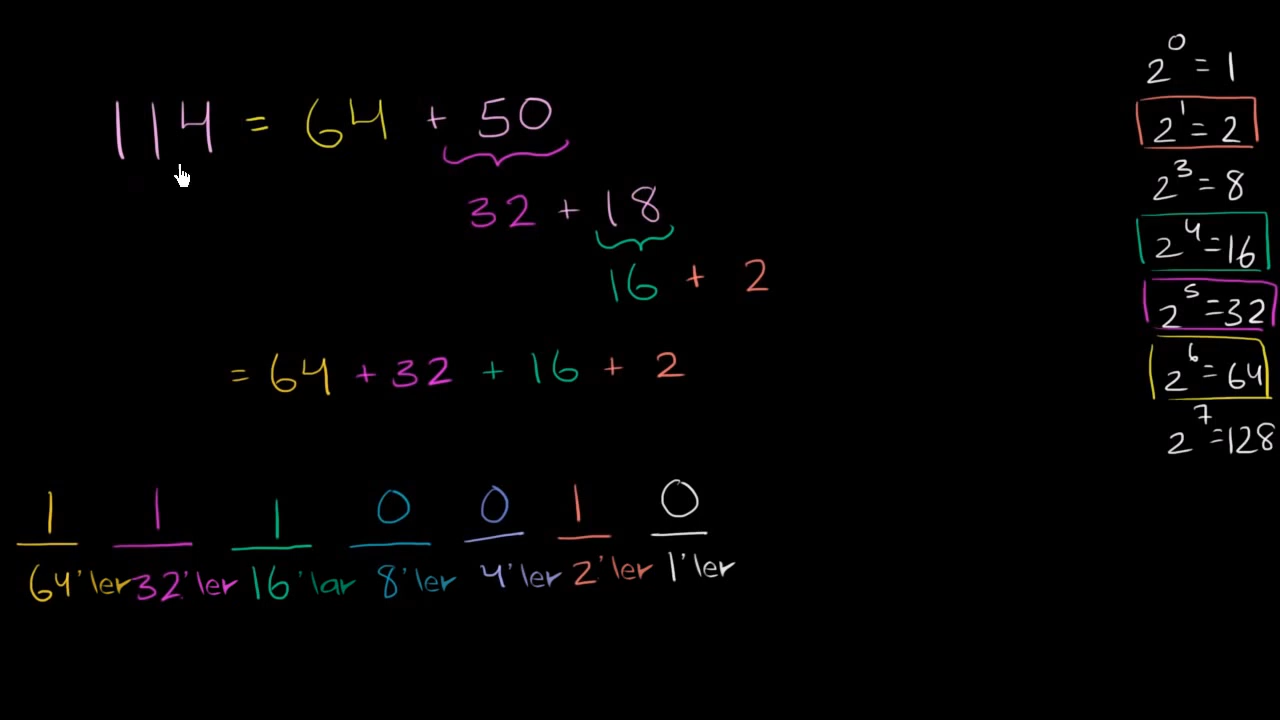 114 = 64 + 50
32 + 18
16 + 2
= 64 + 32 + 16 + 2
1 1 1 0 0 1 0
64'ler 32'ler 16'lar 8'ler 4'ler 2'ler 1'ler
2⁰ = 1
2¹ = 2
2³ = 8
2⁴ = 16
2⁵ = 32
2⁶ = 64
2⁷ = 128